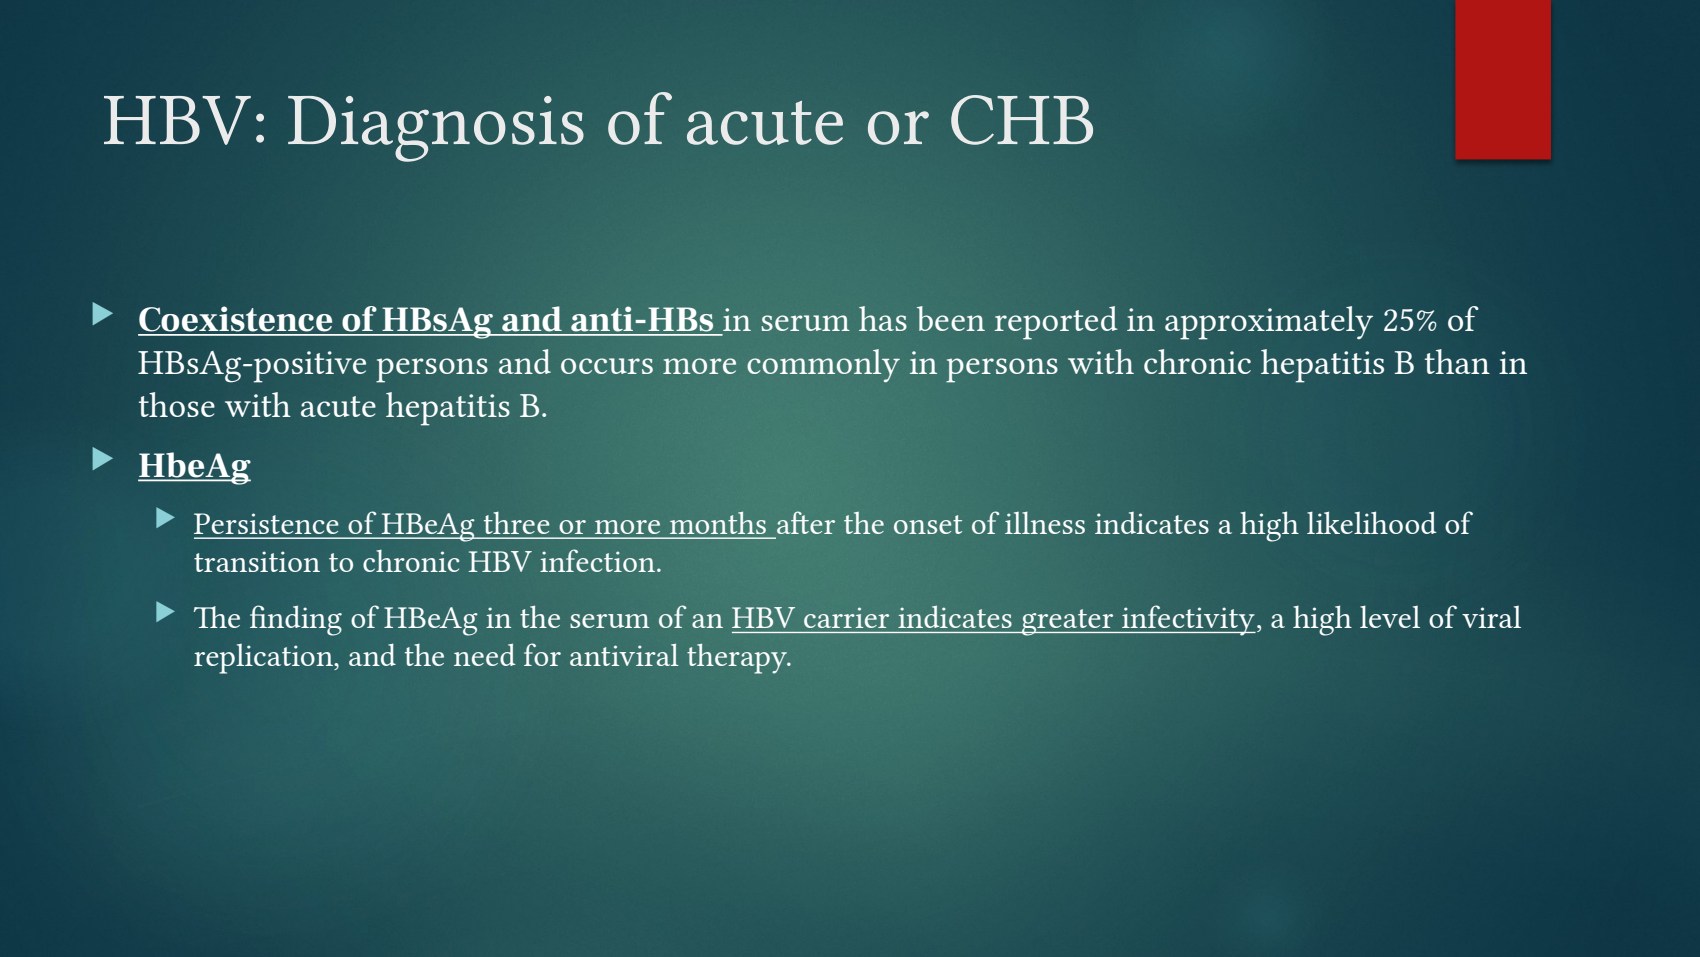 HBV: Diagnosis of acute or CHB
Coexistence of HBsAg and anti-HBs in serum has been reported in approximately 25% of
HBsAg-positive persons and occurs more commonly in persons with chronic hepatitis B than in
those with acute hepatitis B.
HbeAg
Persistence of HBeAg three or more months after the onset of illness indicates a high likelihood of
transition to chronic HBV infection.
The finding of HBeAg in the serum of an HBV carrier indicates greater infectivity, a high level of viral
replication, and the need for antiviral therapy.